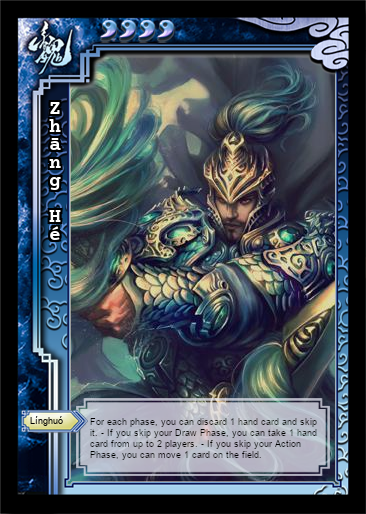 魏
Zhāng Hé
Línghuó
For each phase, you can discard 1 hand card and skip
it. - If you skip your Draw Phase, you can take 1 hand
card from up to 2 players. - If you skip your Action
Phase, you can move 1 card on the field.